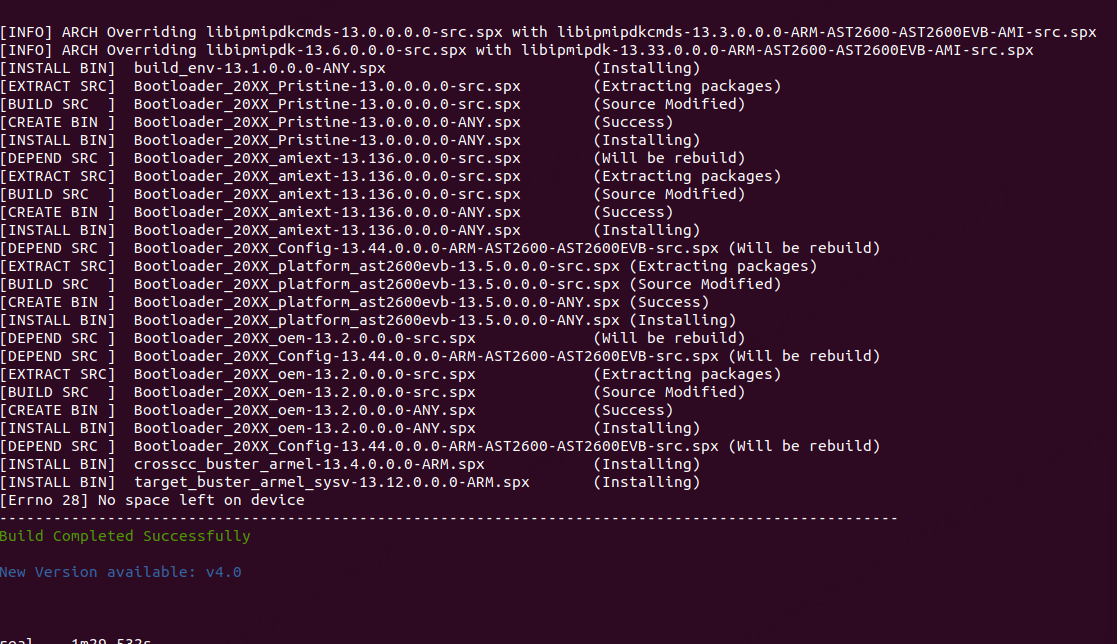 [INFO] ARCH Overriding libipmipdkcmds-13.0.0.0.0-src.spx with libipmipdkcmds-13.3.0.0.0-ARM-AST2600-AST2600EVB-AMI-src.spx
[INFO] ARCH Overriding libipmipdk-13.6.0.0.0-src.spx with libipmipdk-13.33.0.0.0-ARM-AST2600-AST2600EVB-AMI-src.spx
[INSTALL BIN]  build_env-13.1.0.0.0-ANY.spx                       (Installing)
[EXTRACT SRC]  Bootloader_20XX_Pristine-13.0.0.0.0-src.spx        (Extracting packages)
[BUILD SRC  ]  Bootloader_20XX_Pristine-13.0.0.0.0-src.spx        (Source Modified)
[CREATE BIN ]  Bootloader_20XX_Pristine-13.0.0.0.0-ANY.spx        (Success)
[INSTALL BIN]  Bootloader_20XX_Pristine-13.0.0.0.0-ANY.spx        (Installing)
[DEPEND SRC ]  Bootloader_20XX_amiext-13.136.0.0.0-src.spx        (Will be rebuild)
[EXTRACT SRC]  Bootloader_20XX_amiext-13.136.0.0.0-src.spx        (Extracting packages)
[BUILD SRC  ]  Bootloader_20XX_amiext-13.136.0.0.0-src.spx        (Source Modified)
[CREATE BIN ]  Bootloader_20XX_amiext-13.136.0.0.0-ANY.spx        (Success)
[INSTALL BIN]  Bootloader_20XX_amiext-13.136.0.0.0-ANY.spx        (Installing)
[DEPEND SRC ]  Bootloader_20XX_Config-13.44.0.0.0-ARM-AST2600-AST2600EVB-src.spx (Will be rebuild)
[EXTRACT SRC]  Bootloader_20XX_platform_ast2600evb-13.5.0.0.0-src.spx (Extracting packages)
[BUILD SRC  ]  Bootloader_20XX_platform_ast2600evb-13.5.0.0.0-src.spx (Source Modified)
[CREATE BIN ]  Bootloader_20XX_platform_ast2600evb-13.5.0.0.0-ANY.spx (Success)
[INSTALL BIN]  Bootloader_20XX_platform_ast2600evb-13.5.0.0.0-ANY.spx (Installing)
[DEPEND SRC ]  Bootloader_20XX_oem-13.2.0.0.0-src.spx             (Will be rebuild)
[DEPEND SRC ]  Bootloader_20XX_Config-13.44.0.0.0-ARM-AST2600-AST2600EVB-src.spx (Will be rebuild)
[EXTRACT SRC]  Bootloader_20XX_oem-13.2.0.0.0-src.spx             (Extracting packages)
[BUILD SRC  ]  Bootloader_20XX_oem-13.2.0.0.0-src.spx             (Source Modified)
[CREATE BIN ]  Bootloader_20XX_oem-13.2.0.0.0-ANY.spx             (Success)
[INSTALL BIN]  Bootloader_20XX_oem-13.2.0.0.0-ANY.spx             (Installing)
[DEPEND SRC ]  Bootloader_20XX_Config-13.44.0.0.0-ARM-AST2600-AST2600EVB-src.spx (Will be rebuild)
[INSTALL BIN]  crosscc_buster_armel-13.4.0.0.0-ARM.spx            (Installing)
[INSTALL BIN]  target_buster_armel_sysv-13.12.0.0.0-ARM.spx       (Installing)
[Errno 28] No space left on device
----------------------------------------------------------------------------------------------------
Build Completed Successfully
New Version available: v4.0
real    1m29.532s